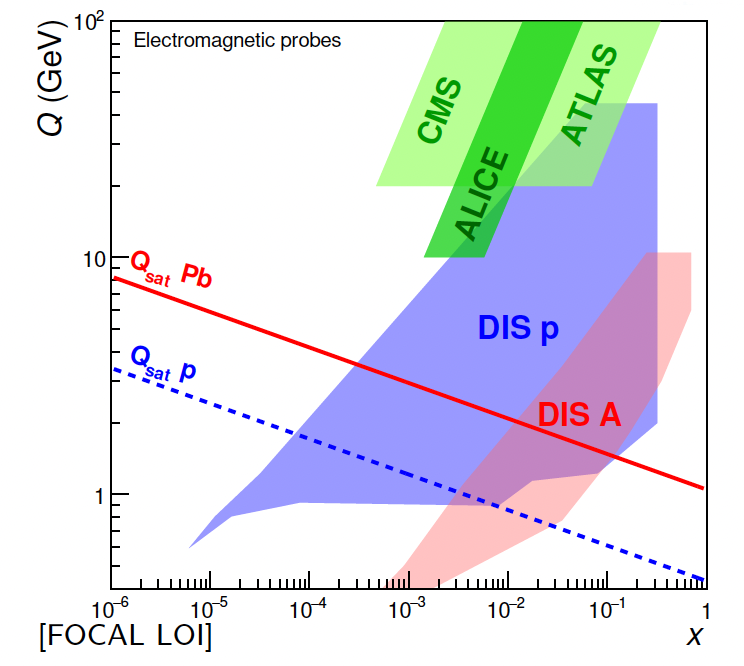 Q (GeV)
10²
10
1
Electromagnetic probes
CMS
ALICE
ATLAS
Q_sat Pb
Q_sat p
DIS p
DIS A
10⁻⁶ 10⁻⁵ 10⁻⁴ 10⁻³ 10⁻² 10⁻¹ 1
[FOCAL LOI] x